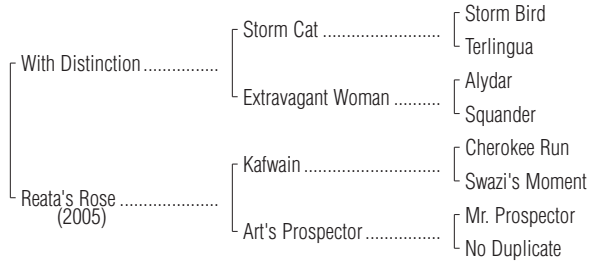 Storm Bird
Storm Cat ........................
Terlingua
With Distinction ...............
Alydar
Extravagant Woman ..........
Squander
Cherokee Run
Kafwain ............................
Swazi's Moment
Reata's Rose ....................
(2005)
Mr. Prospector
Art's Prospector ...............
No Duplicate